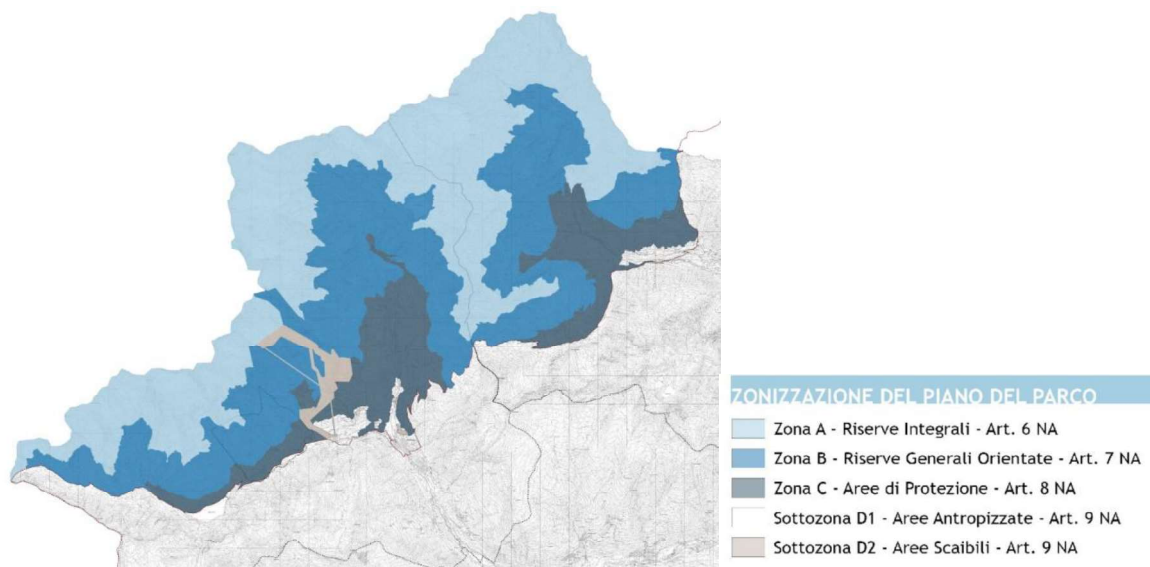 ZONIZZAZIONE DEL PIANO DEL PARCO
Zona A - Riserve Integrali - Art. 6 NA
Zona B - Riserve Generali Orientate - Art. 7 NA
Zona C - Aree di Protezione - Art. 8 NA
Sottozona D1 - Aree Antropizzate - Art. 9 NA
Sottozona D2 - Aree Scaibili - Art. 9 NA